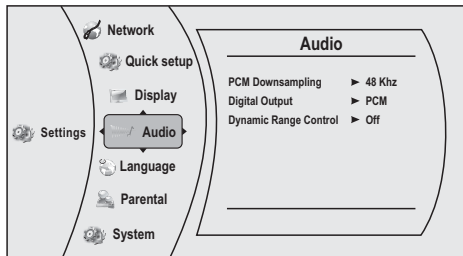 Network
Quick setup
Display
Settings
Audio
Language
Parental
System
Audio
PCM Downsampling ► 48 Khz
Digital Output ► PCM
Dynamic Range Control ► Off